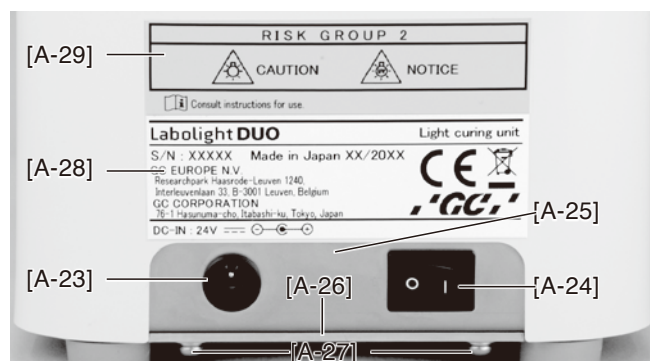 RISK GROUP 2
[A-29]
CAUTION
NOTICE
Consult instructions for use.
Labolight DUO
Light curing unit
[A-28]
S/N : XXXXX Made in Japan XX/20XX
GC EUROPE N.V.
Researchpark Haasrode-Leuven 1240,
Interleuvenlaan 33, B-3001 Leuven, Belgium
GC CORPORATION
76-1 Hasunuma-cho, Itabashi-ku, Tokyo, Japan
CE
'GC,'
DC-IN : 24V
[A-25]
[A-23]
[A-26]
[A-24]
O I
[A-27]